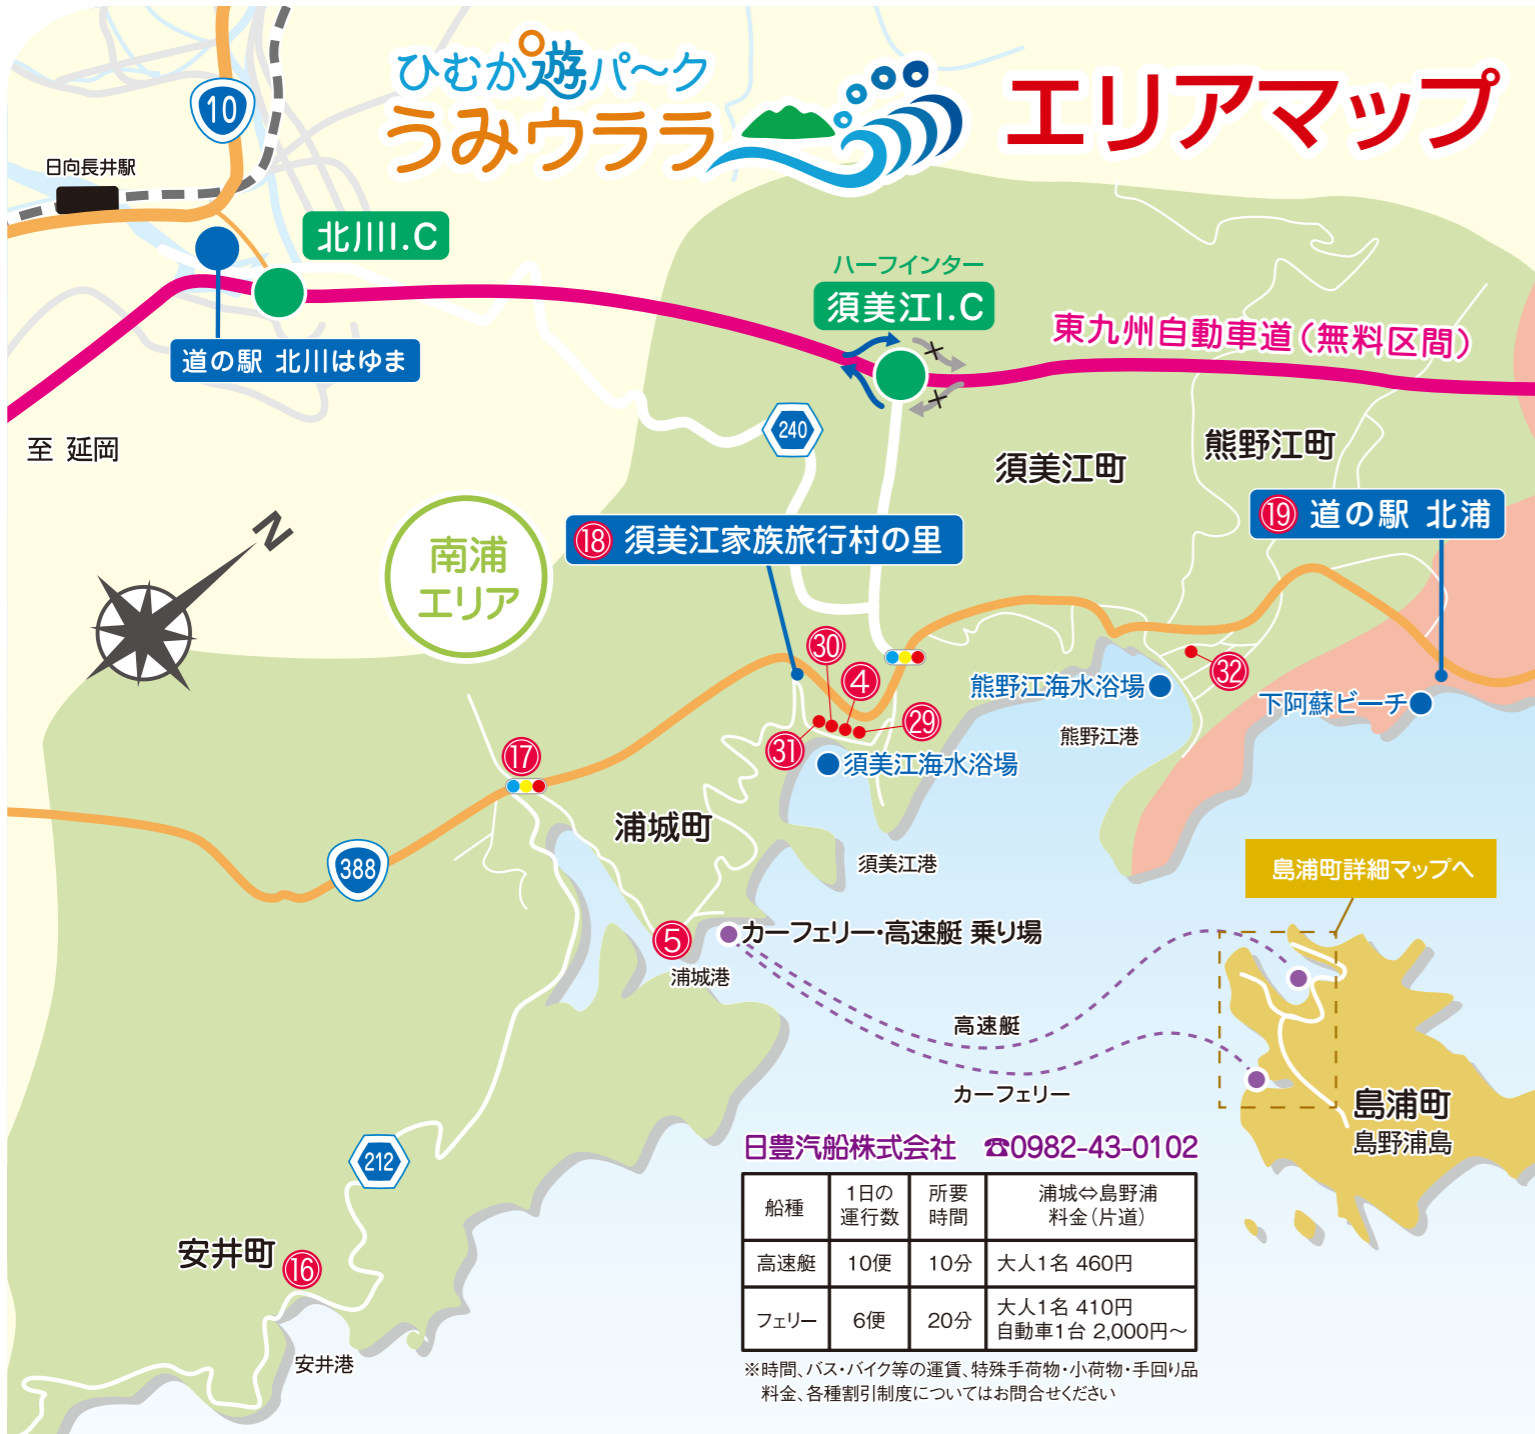 ひむか遊パ〜ク
うみウララ
エリアマップ
10
日向長井駅
北川I.C
ハーフインター
須美江I.C
東九州自動車道（無料区間）
道の駅 北川はゆま
至 延岡
240
須美江町
熊野江町
N
南浦
エリア
⑱ 須美江家族旅行村の里
⑲ 道の駅 北浦
㉚
④
㉙
㉛
㉜
熊野江海水浴場
下阿蘇ビーチ
熊野江港
須美江海水浴場
⑰
浦城町
388
須美江港
島浦町詳細マップへ
⑤
カーフェリー・高速艇 乗り場
浦城港
高速艇
カーフェリー
島浦町
島野浦島
212
安井町
⑯
安井港
日豊汽船株式会社 ☎0982-43-0102
船種 1日の運行数 所要時間 浦城⇔島野浦料金（片道）
高速艇 10便 10分 大人1名 460円
フェリー 6便 20分 大人1名 410円
自動車1台 2,000円〜
※時間、バス・バイク等の運賃、特殊手荷物・小荷物・手回り品
料金、各種割引制度についてはお問合せください